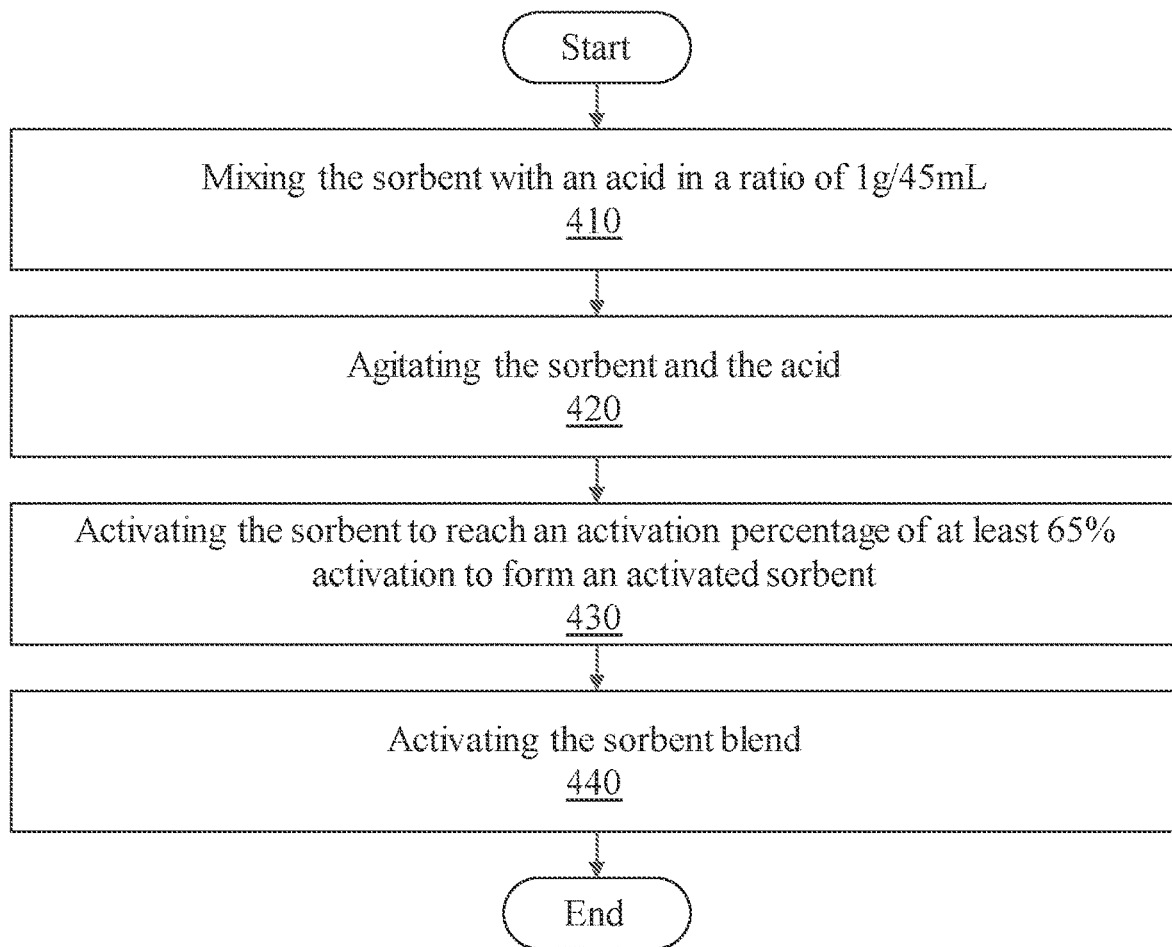 Start
Mixing the sorbent with an acid in a ratio of 1g/45mL
410
Agitating the sorbent and the acid
420
Activating the sorbent to reach an activation percentage of at least 65%
activation to form an activated sorbent
430
Activating the sorbent blend
440
End